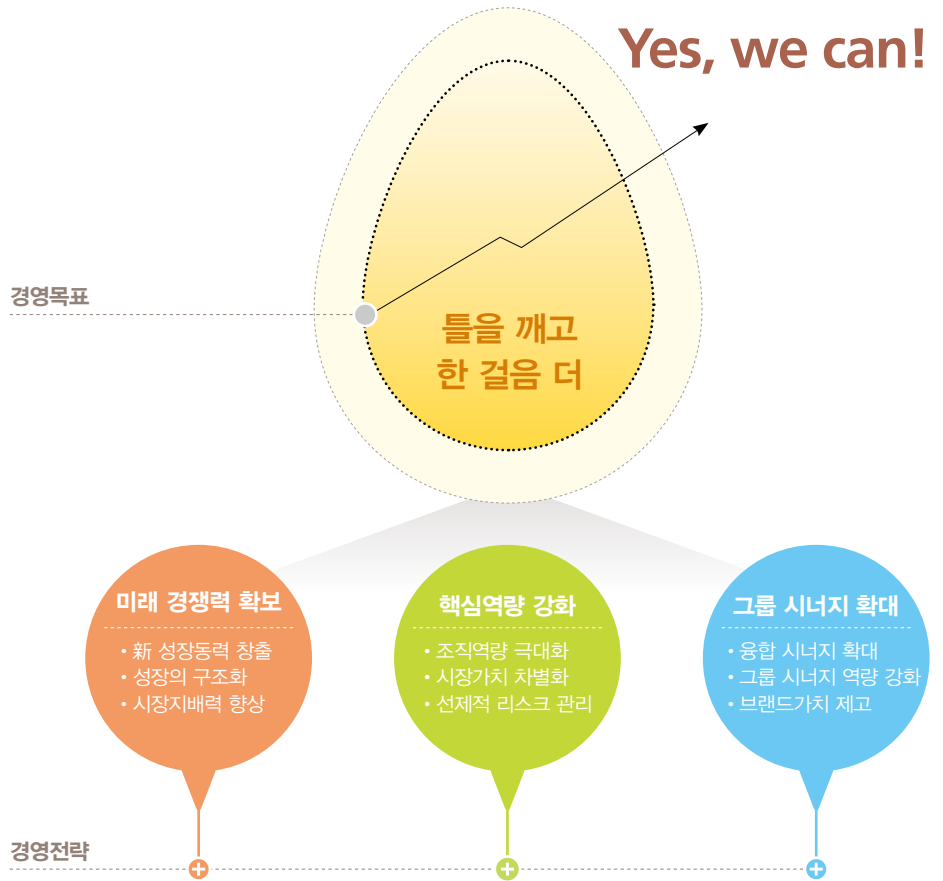 Yes, we can!
경영목표
틀을 깨고
한 걸음 더
미래 경쟁력 확보
• 新 성장동력 창출
• 성장의 구조화
• 시장지배력 향상
핵심역량 강화
• 조직역량 극대화
• 시장가치 차별화
• 선제적 리스크 관리
그룹 시너지 확대
• 융합 시너지 확대
• 그룹 시너지 역량 강화
• 브랜드가치 제고
경영전략